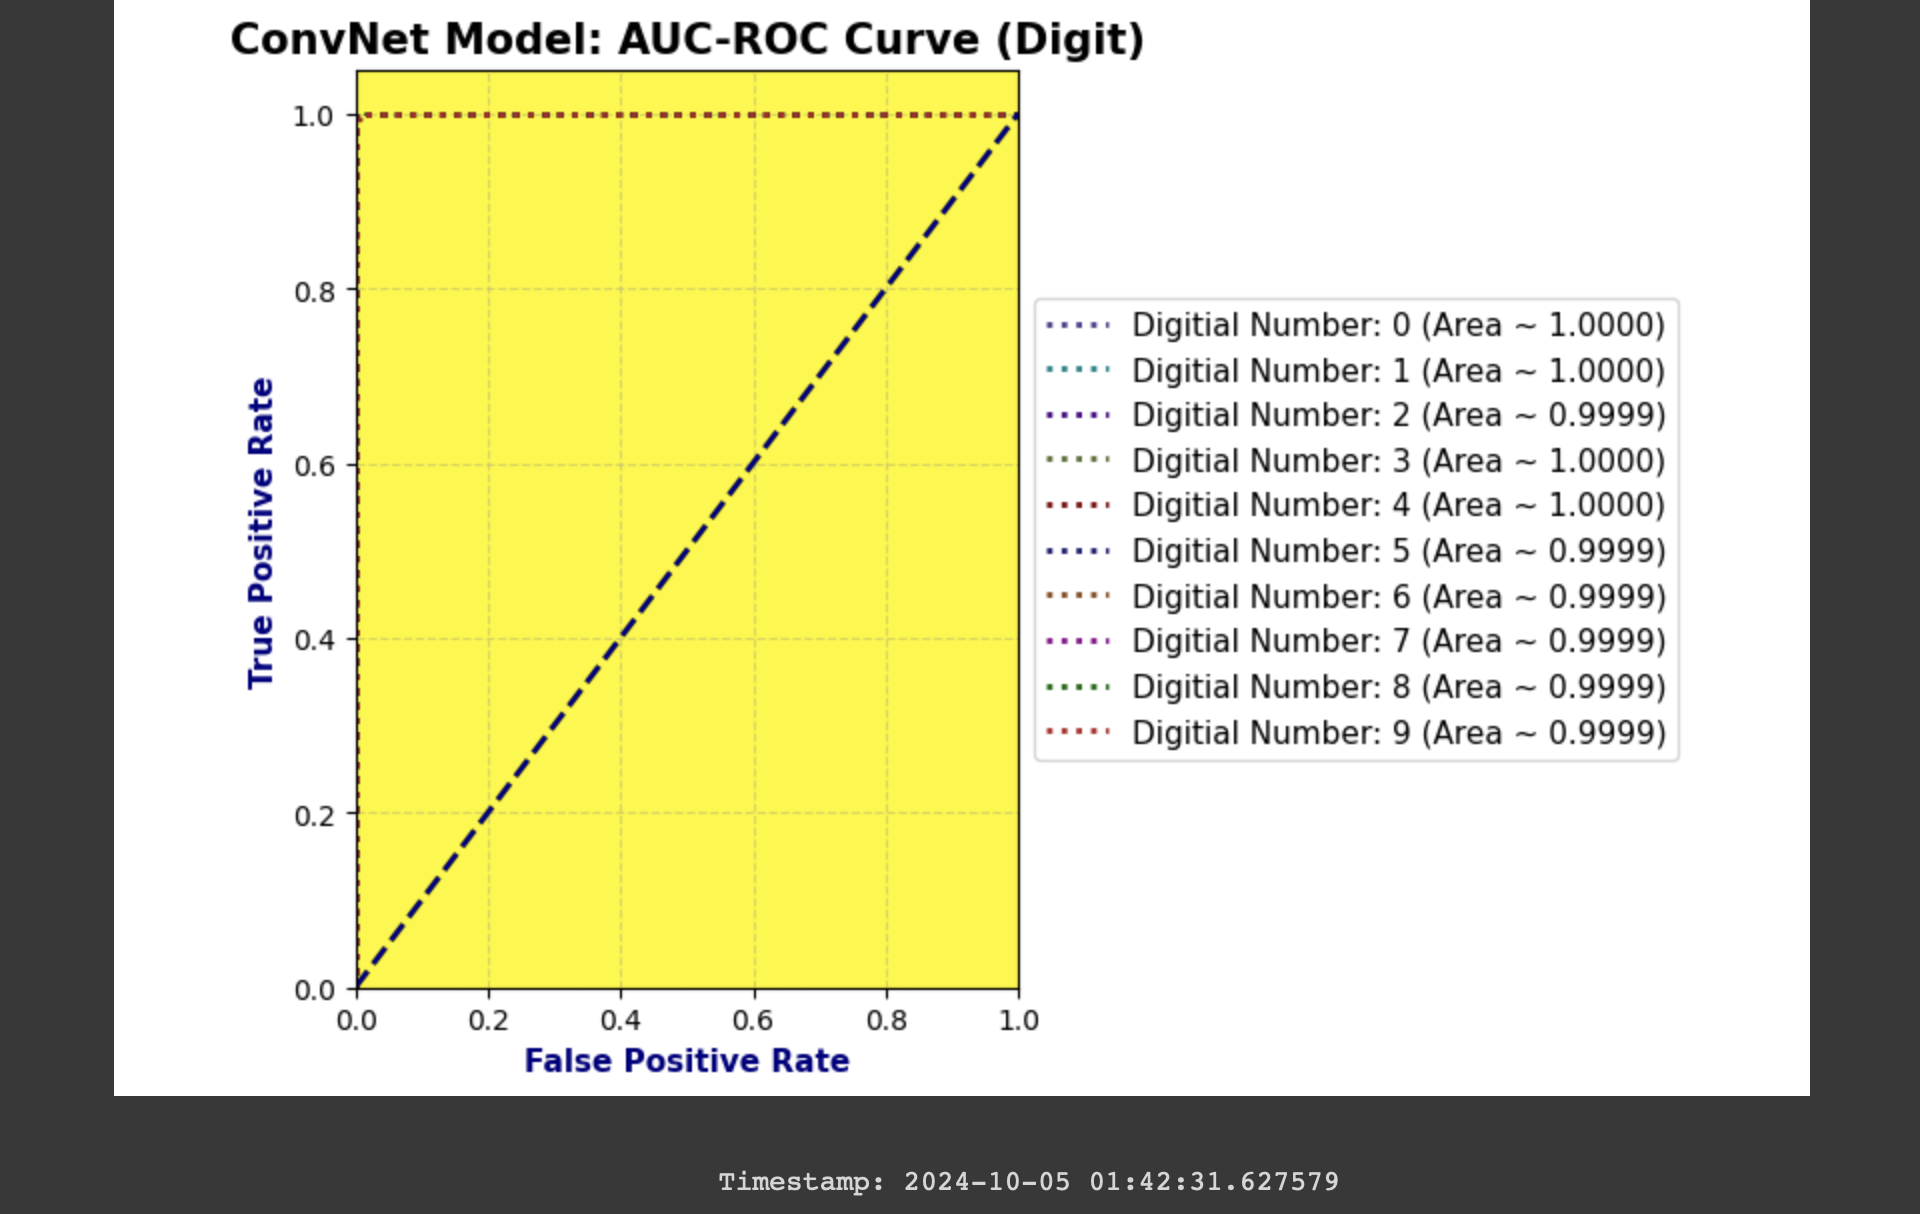 ConvNet Model: AUC-ROC Curve (Digit)
True Positive Rate
1.0
0.8
0.6
0.4
0.2
0.0
0.0 0.2 0.4 0.6 0.8 1.0
False Positive Rate
Digitial Number: 0 (Area ~ 1.0000)
Digitial Number: 1 (Area ~ 1.0000)
Digitial Number: 2 (Area ~ 0.9999)
Digitial Number: 3 (Area ~ 1.0000)
Digitial Number: 4 (Area ~ 1.0000)
Digitial Number: 5 (Area ~ 0.9999)
Digitial Number: 6 (Area ~ 0.9999)
Digitial Number: 7 (Area ~ 0.9999)
Digitial Number: 8 (Area ~ 0.9999)
Digitial Number: 9 (Area ~ 0.9999)
Timestamp: 2024-10-05 01:42:31.627579